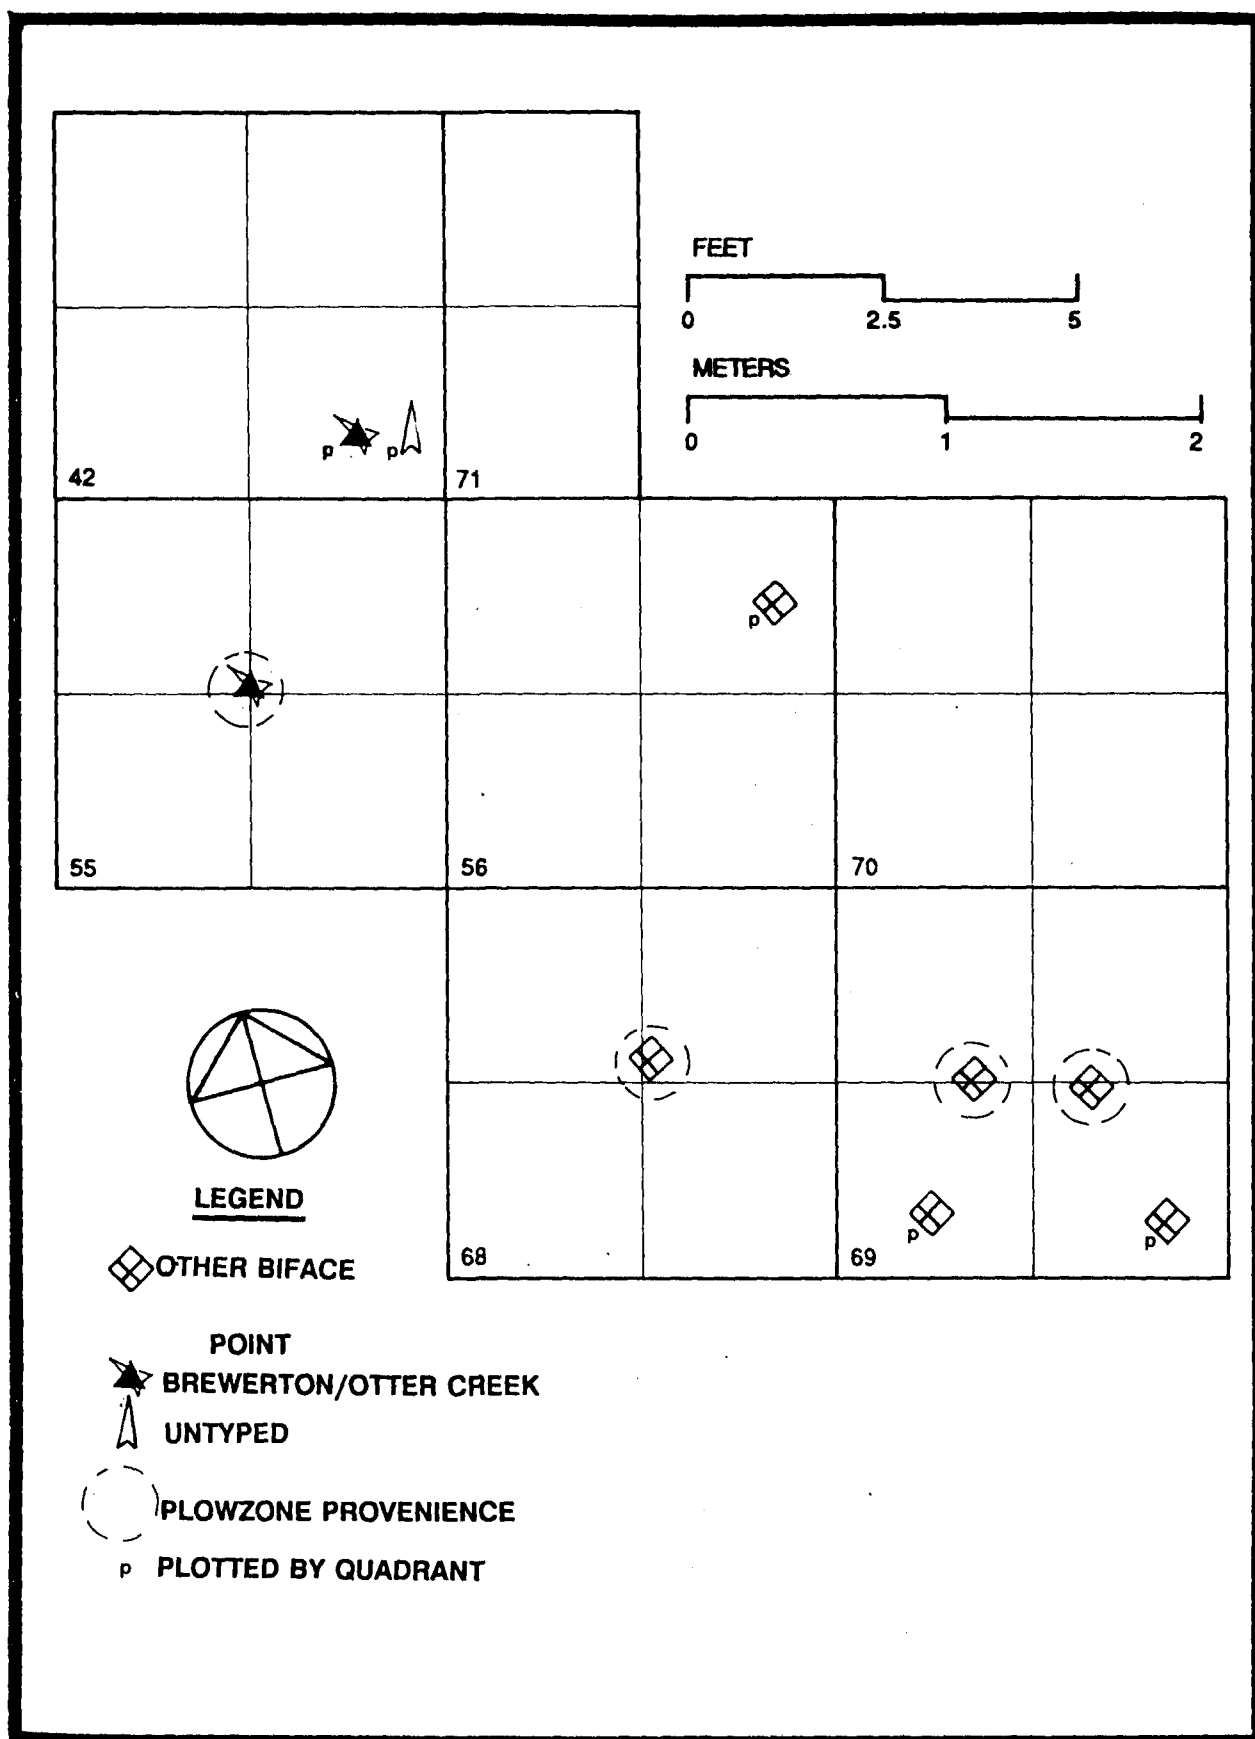 FEET
0 2.5 5
METERS
0 1 2
p p
42 71
p
55 56 70
p p
68 69
LEGEND
OTHER BIFACE
POINT
BREWERTON/OTTER CREEK
UNTYPED
PLOWZONE PROVENIENCE
p PLOTTED BY QUADRANT